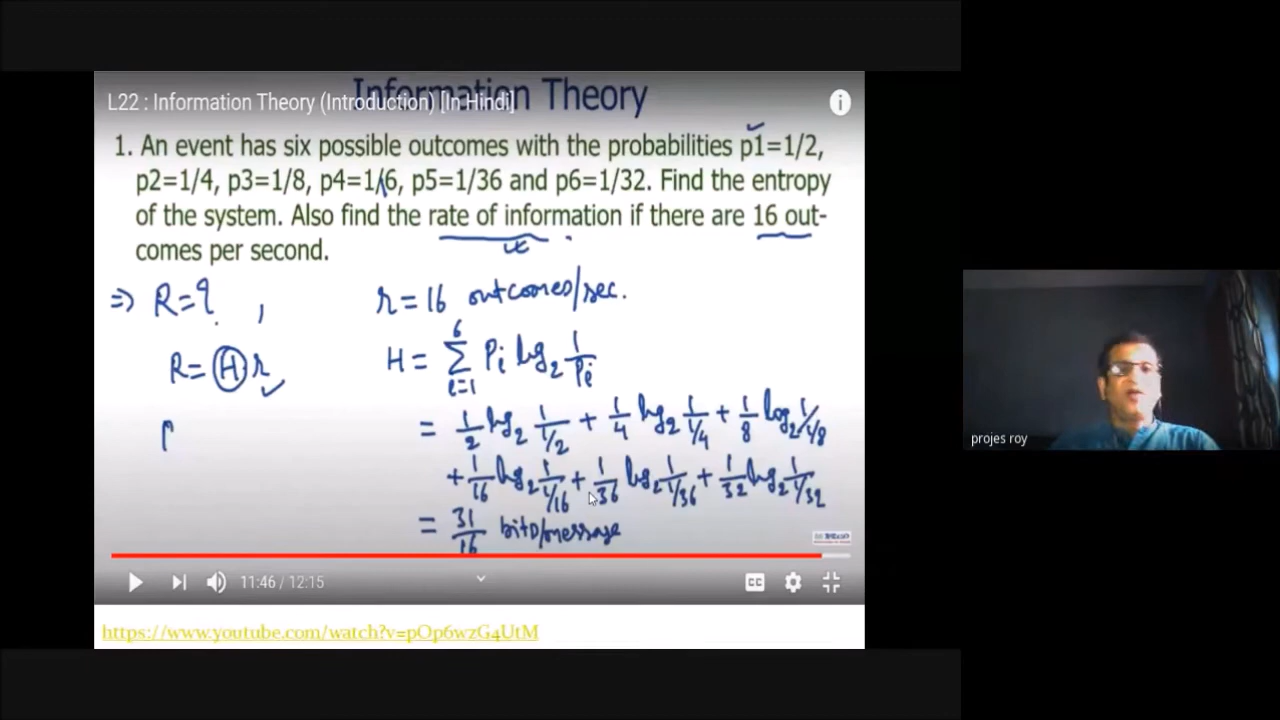 Information Theory
L22 : Information Theory (Introduction) [In Hindi]
1. An event has six possible outcomes with the probabilities p1=1/2,
p2=1/4, p3=1/8, p4=1/16, p5=1/36 and p6=1/32. Find the entropy
of the system. Also find the rate of information if there are 16 out-
comes per second.
⇒ R=? , r=16 outcomes/sec.
R= H r H = 6 Σ i=1 Pi log2 1/Pi
= 1/2 log2 1/1/2 + 1/4 log2 1/1/4 + 1/8 log2 1/1/8
+ 1/16 log2 1/1/16 + 1/36 log2 1/1/36 + 1/32 log2 1/1/32
= 31/16 bits/message
11:46 / 12:15
CC
https://www.youtube.com/watch?v=pOp6wzG4UtM
projes roy